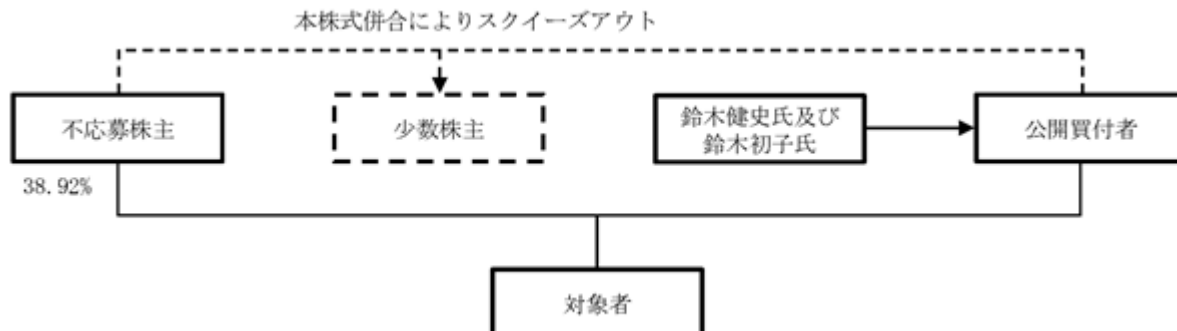 本株式併合によりスクイーズアウト
不応募株主
少数株主
鈴木健史氏及び
鈴木初子氏
公開買付者
38.92%
対象者